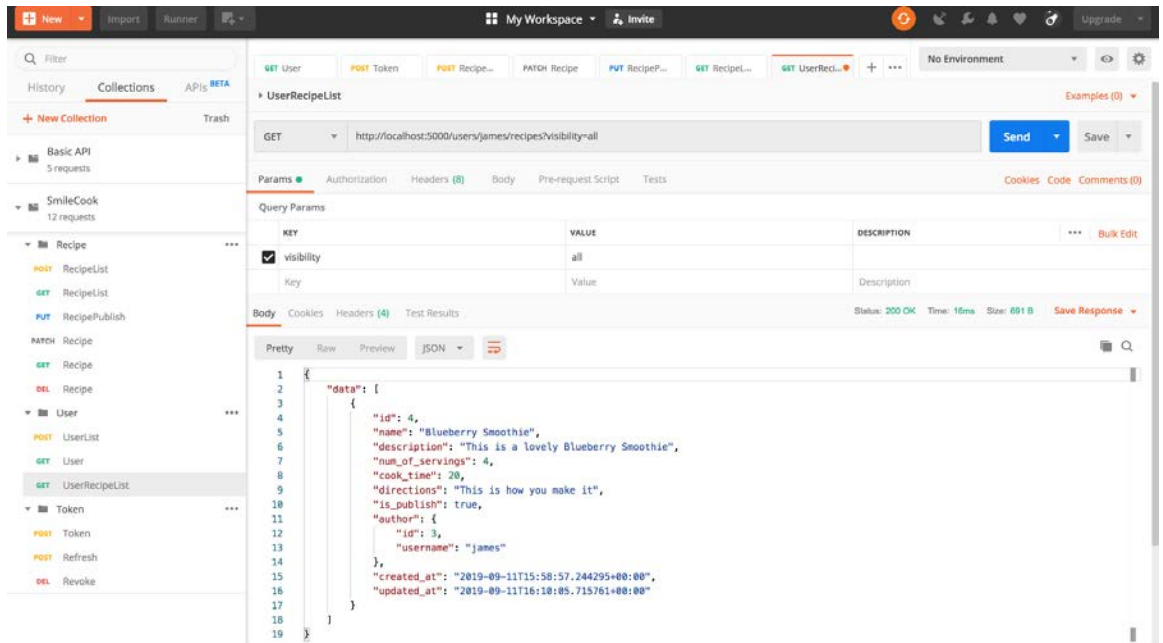 New Import Runner My Workspace Invite Upgrade
Filter
History Collections APIs BETA
+ New Collection Trash
Basic API
5 requests
SmileCook
12 requests
Recipe
POST RecipeList
GET RecipeList
PUT RecipePublish
PATCH Recipe
GET Recipe
DEL Recipe
User
POST UserList
GET User
GET UserRecipeList
Token
POST Token
POST Refresh
DEL Revoke
GET User POST Token POST Recipe... PATCH Recipe PUT RecipeP... GET RecipeL... GET UserReci... + ••• No Environment
UserRecipeList Examples (0)
GET http://localhost:5000/users/james/recipes?visibility=all Send Save
Params Authorization Headers (8) Body Pre-request Script Tests Cookies Code Comments (0)
Query Params
KEY VALUE DESCRIPTION ••• Bulk Edit
visibility all
Key Value Description
Body Cookies Headers (4) Test Results Status: 200 OK Time: 16ms Size: 691 B Save Response
Pretty Raw Preview JSON
1 {
2 "data": [
3 {
4 "id": 4,
5 "name": "Blueberry Smoothie",
6 "description": "This is a lovely Blueberry Smoothie",
7 "num_of_servings": 4,
8 "cook_time": 20,
9 "directions": "This is how you make it",
10 "is_publish": true,
11 "author": {
12 "id": 3,
13 "username": "james"
14 },
15 "created_at": "2019-09-11T15:58:57.244295+00:00",
16 "updated_at": "2019-09-11T16:10:05.715761+00:00"
17 }
18 ]
19 }